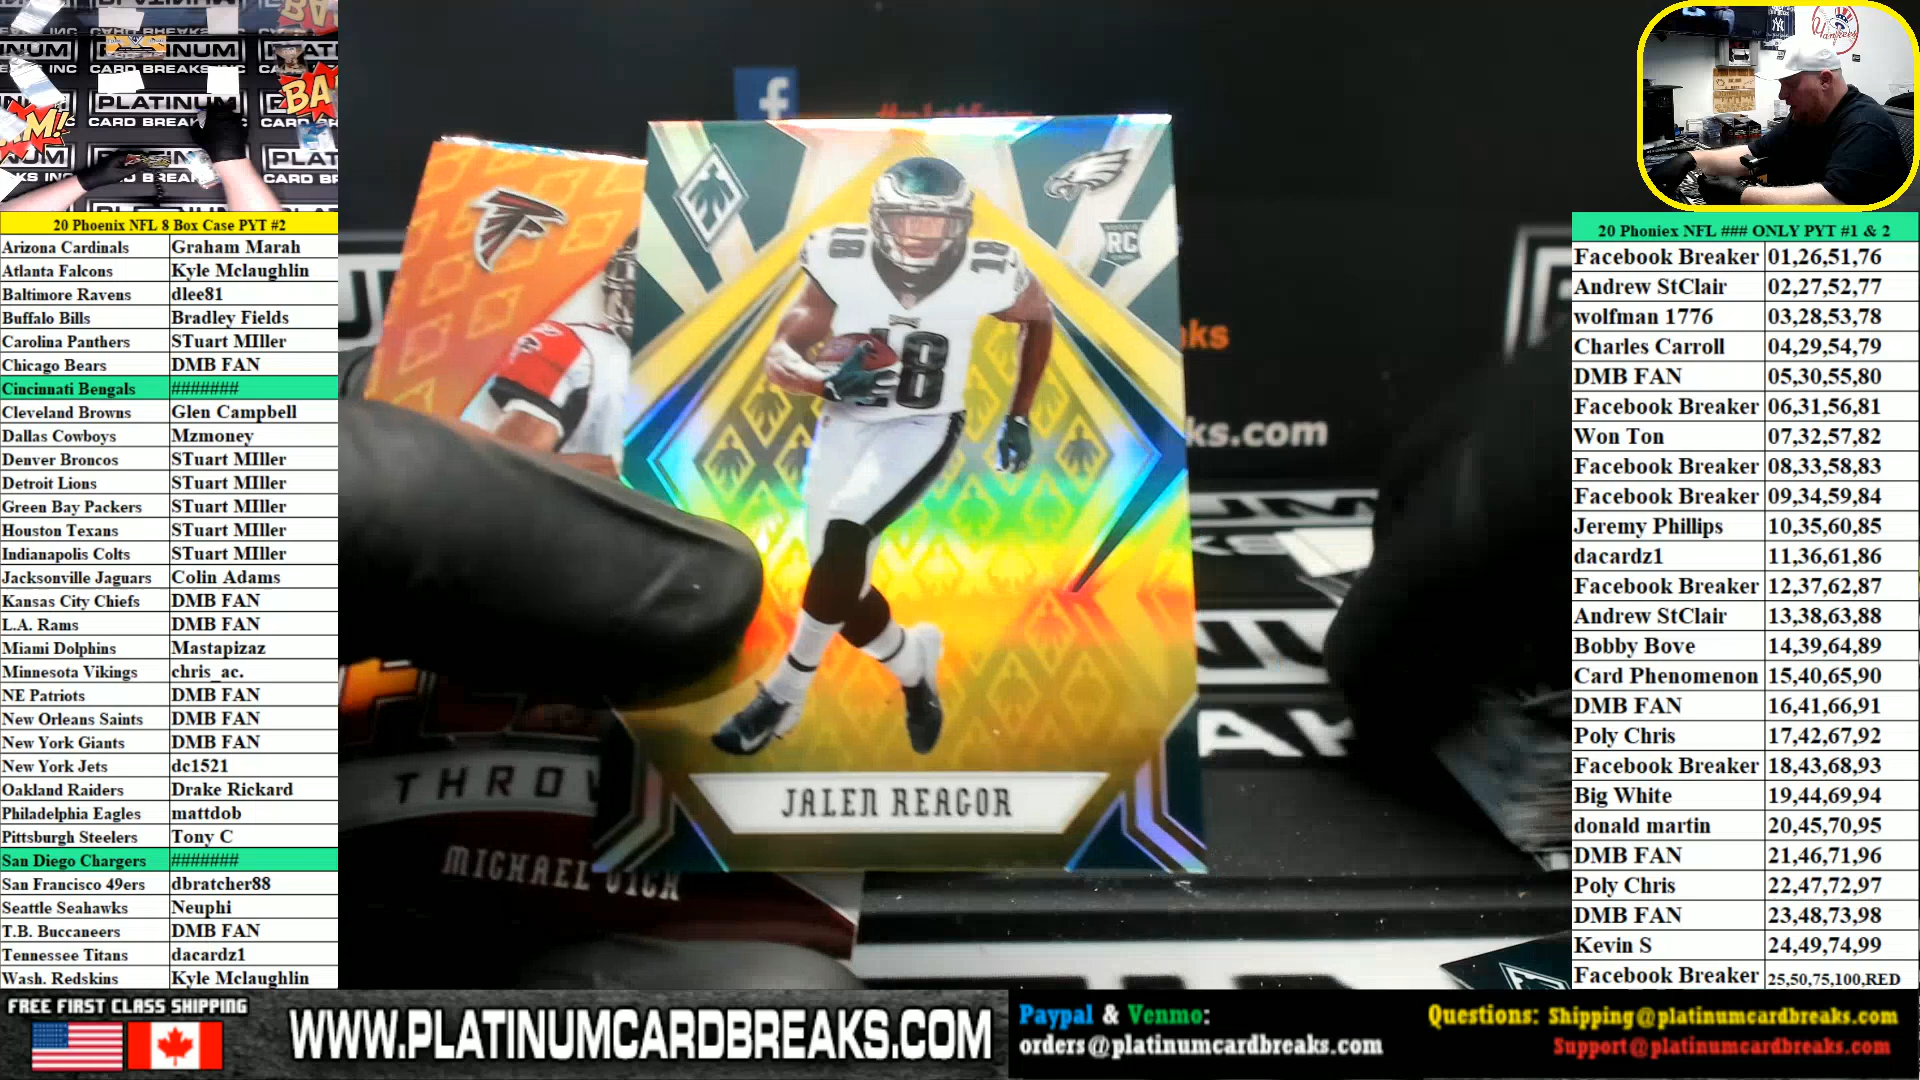 20 Phoenix NFL 8 Box Case PYT #2
Arizona Cardinals Graham Marah
Atlanta Falcons Kyle Mclaughlin
Baltimore Ravens dlee81
Buffalo Bills Bradley Fields
Carolina Panthers STuart MIller
Chicago Bears DMB FAN
Cincinnati Bengals #######
Cleveland Browns Glen Campbell
Dallas Cowboys Mzmoney
Denver Broncos STuart MIller
Detroit Lions STuart MIller
Green Bay Packers STuart MIller
Houston Texans STuart MIller
Indianapolis Colts STuart MIller
Jacksonville Jaguars Colin Adams
Kansas City Chiefs DMB FAN
L.A. Rams DMB FAN
Miami Dolphins Mastapizaz
Minnesota Vikings chris_ac.
NE Patriots DMB FAN
New Orleans Saints DMB FAN
New York Giants DMB FAN
New York Jets dc1521
Oakland Raiders Drake Rickard
Philadelphia Eagles mattdob
Pittsburgh Steelers Tony C
San Diego Chargers #######
San Francisco 49ers dbratcher88
Seattle Seahawks Neuphi
T.B. Buccaneers DMB FAN
Tennessee Titans dacardz1
Wash. Redskins Kyle Mclaughlin
PLATINUM
CARD BREAKS INC
RC
18 18
18
JALEN REAGOR
THROW
MICHAEL
ks.com
Yankees
20 Phoniex NFL ### ONLY PYT #1 & 2
Facebook Breaker 01,26,51,76
Andrew StClair 02,27,52,77
wolfman 1776 03,28,53,78
Charles Carroll 04,29,54,79
DMB FAN 05,30,55,80
Facebook Breaker 06,31,56,81
Won Ton 07,32,57,82
Facebook Breaker 08,33,58,83
Facebook Breaker 09,34,59,84
Jeremy Phillips 10,35,60,85
dacardz1 11,36,61,86
Facebook Breaker 12,37,62,87
Andrew StClair 13,38,63,88
Bobby Bove 14,39,64,89
Card Phenomenon 15,40,65,90
DMB FAN 16,41,66,91
Poly Chris 17,42,67,92
Facebook Breaker 18,43,68,93
Big White 19,44,69,94
donald martin 20,45,70,95
DMB FAN 21,46,71,96
Poly Chris 22,47,72,97
DMB FAN 23,48,73,98
Kevin S 24,49,74,99
Facebook Breaker 25,50,75,100,RED
FREE FIRST CLASS SHIPPING
WWW.PLATINUMCARDBREAKS.COM
Paypal & Venmo:
orders@platinumcardbreaks.com
Questions: Shipping@platinumcardbreaks.com
Support@platinumcardbreaks.com